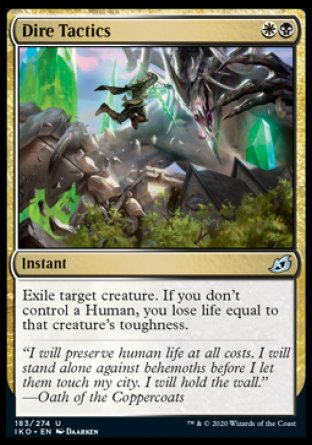 Dire Tactics
Instant
Exile target creature. If you don't
control a Human, you lose life equal to
that creature's toughness.
"I will preserve human life at all costs. I will
stand alone against behemoths before I let
them touch my city. I will hold the wall."
—Oath of the Coppercoats
183/274 U
IKO • EN DAARKEN
™ & © 2020 Wizards of the Coast